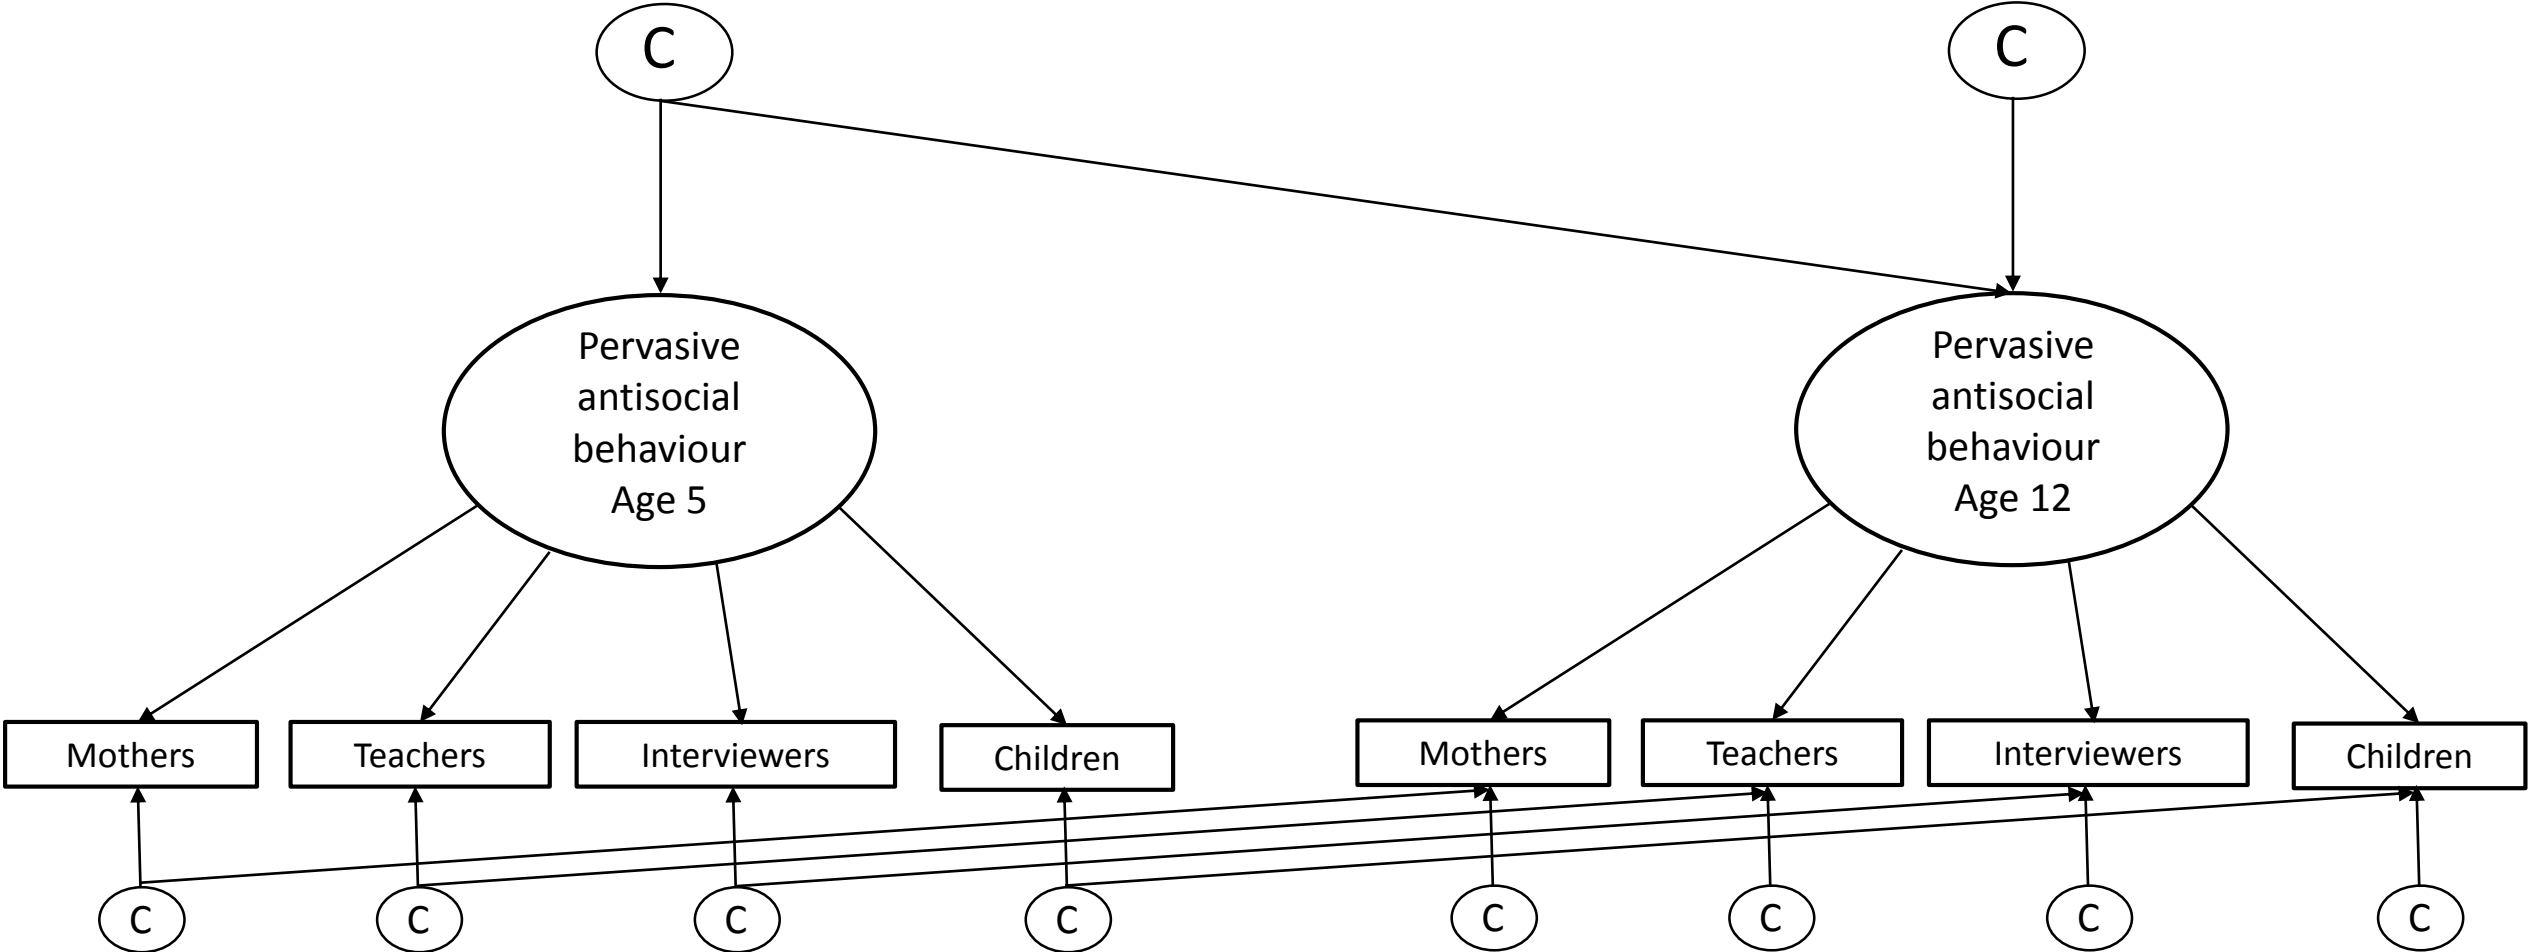 C
C
Pervasive
antisocial
behaviour
Age 5
Pervasive
antisocial
behaviour
Age 12
Mothers
Teachers
Interviewers
Children
Mothers
Teachers
Interviewers
Children
C
C
C
C
C
C
C
C